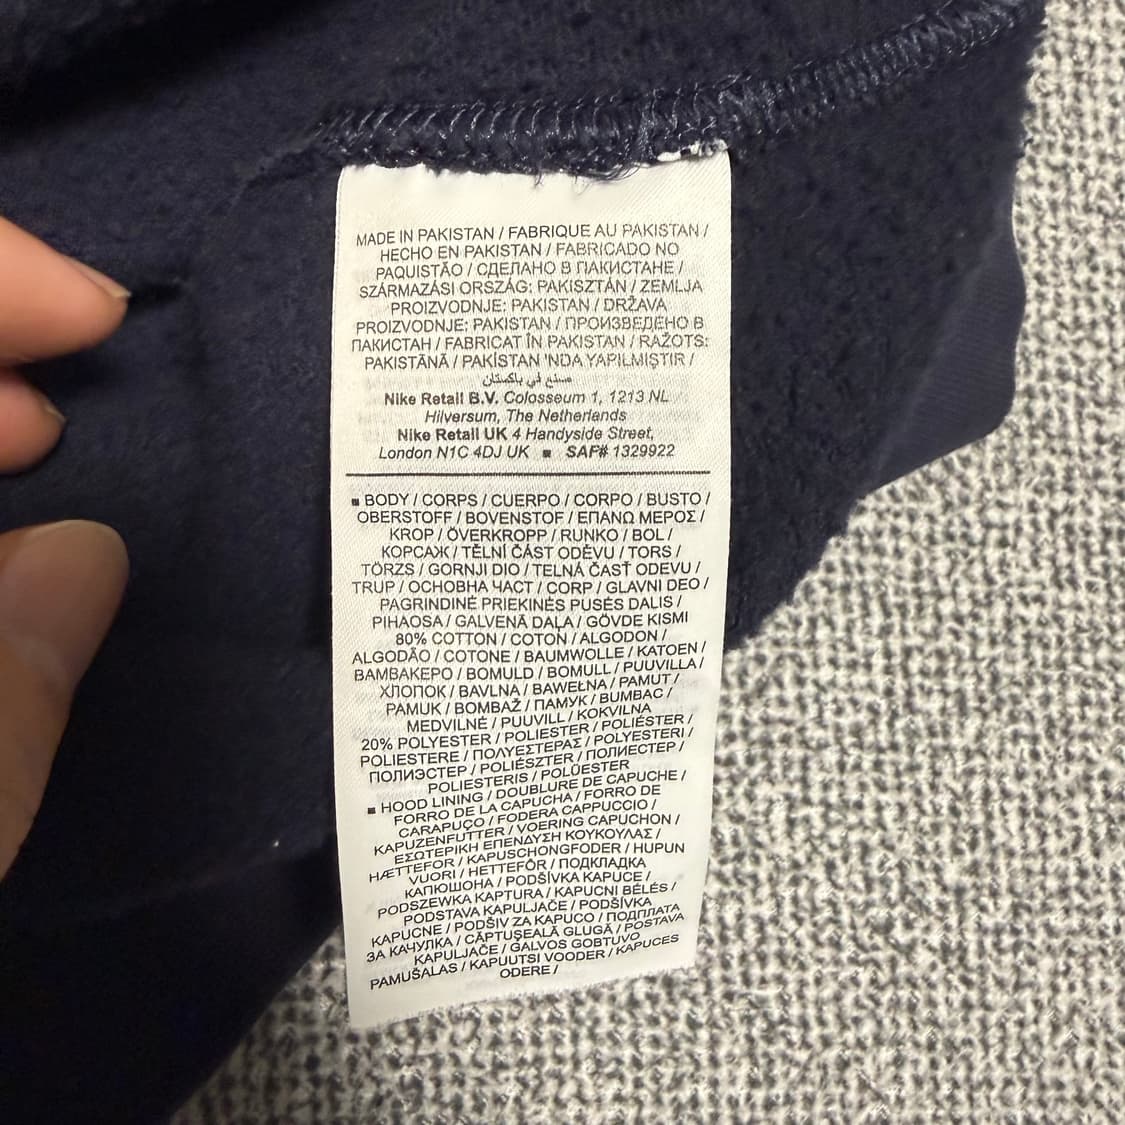 MADE IN PAKISTAN / FABRIQUE AU PAKISTAN /
HECHO EN PAKISTAN / FABRICADO NO
PAQUISTÃO / СДЕЛАНО В ПАКИСТАНЕ /
SZÁRMAZÁSI ORSZÁG: PAKISZTÁN / ZEMLJA
PROIZVODNJE: PAKISTAN / DRŽAVA
PROIZVODNJE: PAKISTAN / ПРОИЗВЕДЕНО В
ПАКИСТАН / FABRICAT ÎN PAKISTAN / RAŽOTS:
PAKISTĀNĀ / PAKİSTAN 'NDA YAPILMIŞTIR /
صنع في باكستان
Nike Retail B.V. Colosseum 1, 1213 NL
Hilversum, The Netherlands
Nike Retail UK 4 Handyside Street,
London N1C 4DJ UK ■ SAF# 1329922
■ BODY / CORPS / CUERPO / CORPO / BUSTO /
OBERSTOFF / BOVENSTOF / ΕΠΑΝΩ ΜΕΡΟΣ /
KROP / ÖVERKROPP / RUNKO / BOL /
КОРСАЖ / TĚLNÍ ČÁST ODĚVU / TORS /
TÖRZS / GORNJI DIO / TELNÁ ČASŤ ODEVU /
TRUP / ОСНОВНА ЧАСТ / CORP / GLAVNI DEO /
PAGRINDINĖ PRIEKINĖS PUSĖS DALIS /
PIHAOSA / GALVENĀ DAĻA / GÖVDE KISMI
80% COTTON / COTON / ALGODON /
ALGODÃO / COTONE / BAUMWOLLE / KATOEN /
ΒΑΜΒΑΚΕΡΟ / BOMULD / BOMULL / PUUVILLA /
ХЛОПОК / BAVLNA / BAWEŁNA / PAMUT /
PAMUK / BOMBAŽ / ПАМУК / BUMBAC /
MEDVILNĖ / PUUVILL / KOKVILNA
20% POLYESTER / POLIESTER / POLIÉSTER /
POLIESTERE / ΠΟΛΥΕΣΤΕΡΑΣ / POLYESTERI /
ПОЛИЭСТЕР / POLIÉSZTER / ПОЛИЕСТЕР /
POLIESTERIS / POLÜESTER
■ HOOD LINING / DOUBLURE DE CAPUCHE /
FORRO DE LA CAPUCHA / FORRO DE
CARAPUÇO / FODERA CAPPUCCIO /
KAPUZENFUTTER / VOERING CAPUCHON /
ΕΣΩΤΕΡΙΚΗ ΕΠΕΝΔΥΣΗ ΚΟΥΚΟΥΛΑΣ /
HÆTTEFOR / KAPUSCHONGFODER / HUPUN
VUORI / HETTEFÔR / ПОДКЛАДКА
КАПЮШОНА / PODŠÍVKA KAPUCE /
PODSZEWKA KAPTURA / KAPUCNI BÉLÉS /
PODSTAVA KAPULJAČE / PODŠÍVKA
KAPUCNE / PODŠIV ZA KAPUCO / ПОДПЛАТА
ЗА КАЧУЛКА / CĂPTUŞEALĂ GLUGĂ / POSTAVA
KAPULJAČE / GALVOS GOBTUVO
PAMUŠALAS / KAPUUTSI VOODER / KAPUCES
ODERE /